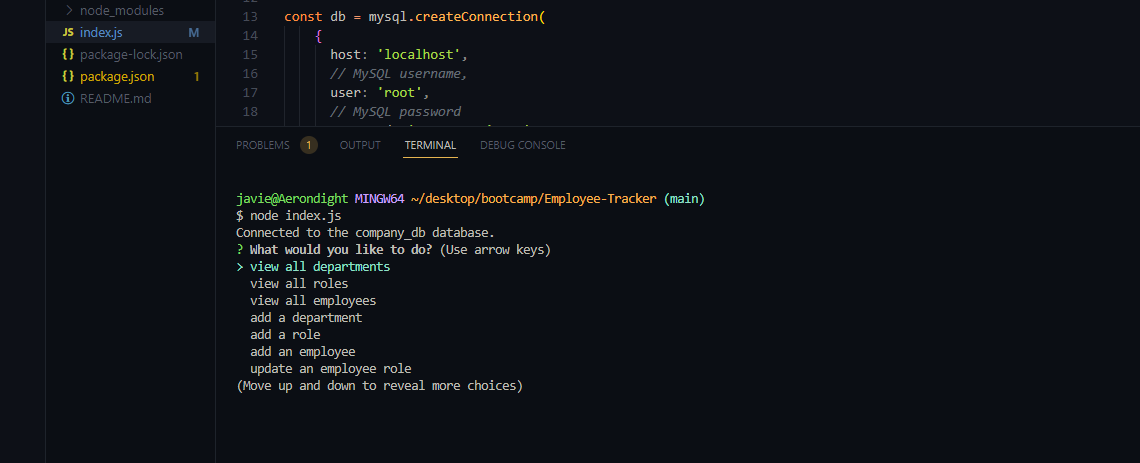 node_modules
JS index.js M
{} package-lock.json
{} package.json 1
README.md
13 const db = mysql.createConnection(
14 {
15 host: 'localhost',
16 // MySQL username,
17 user: 'root',
18 // MySQL password
PROBLEMS 1 OUTPUT TERMINAL DEBUG CONSOLE
javie@Aerondight MINGW64 ~/desktop/bootcamp/Employee-Tracker (main)
$ node index.js
Connected to the company_db database.
? What would you like to do? (Use arrow keys)
> view all departments
view all roles
view all employees
add a department
add a role
add an employee
update an employee role
(Move up and down to reveal more choices)